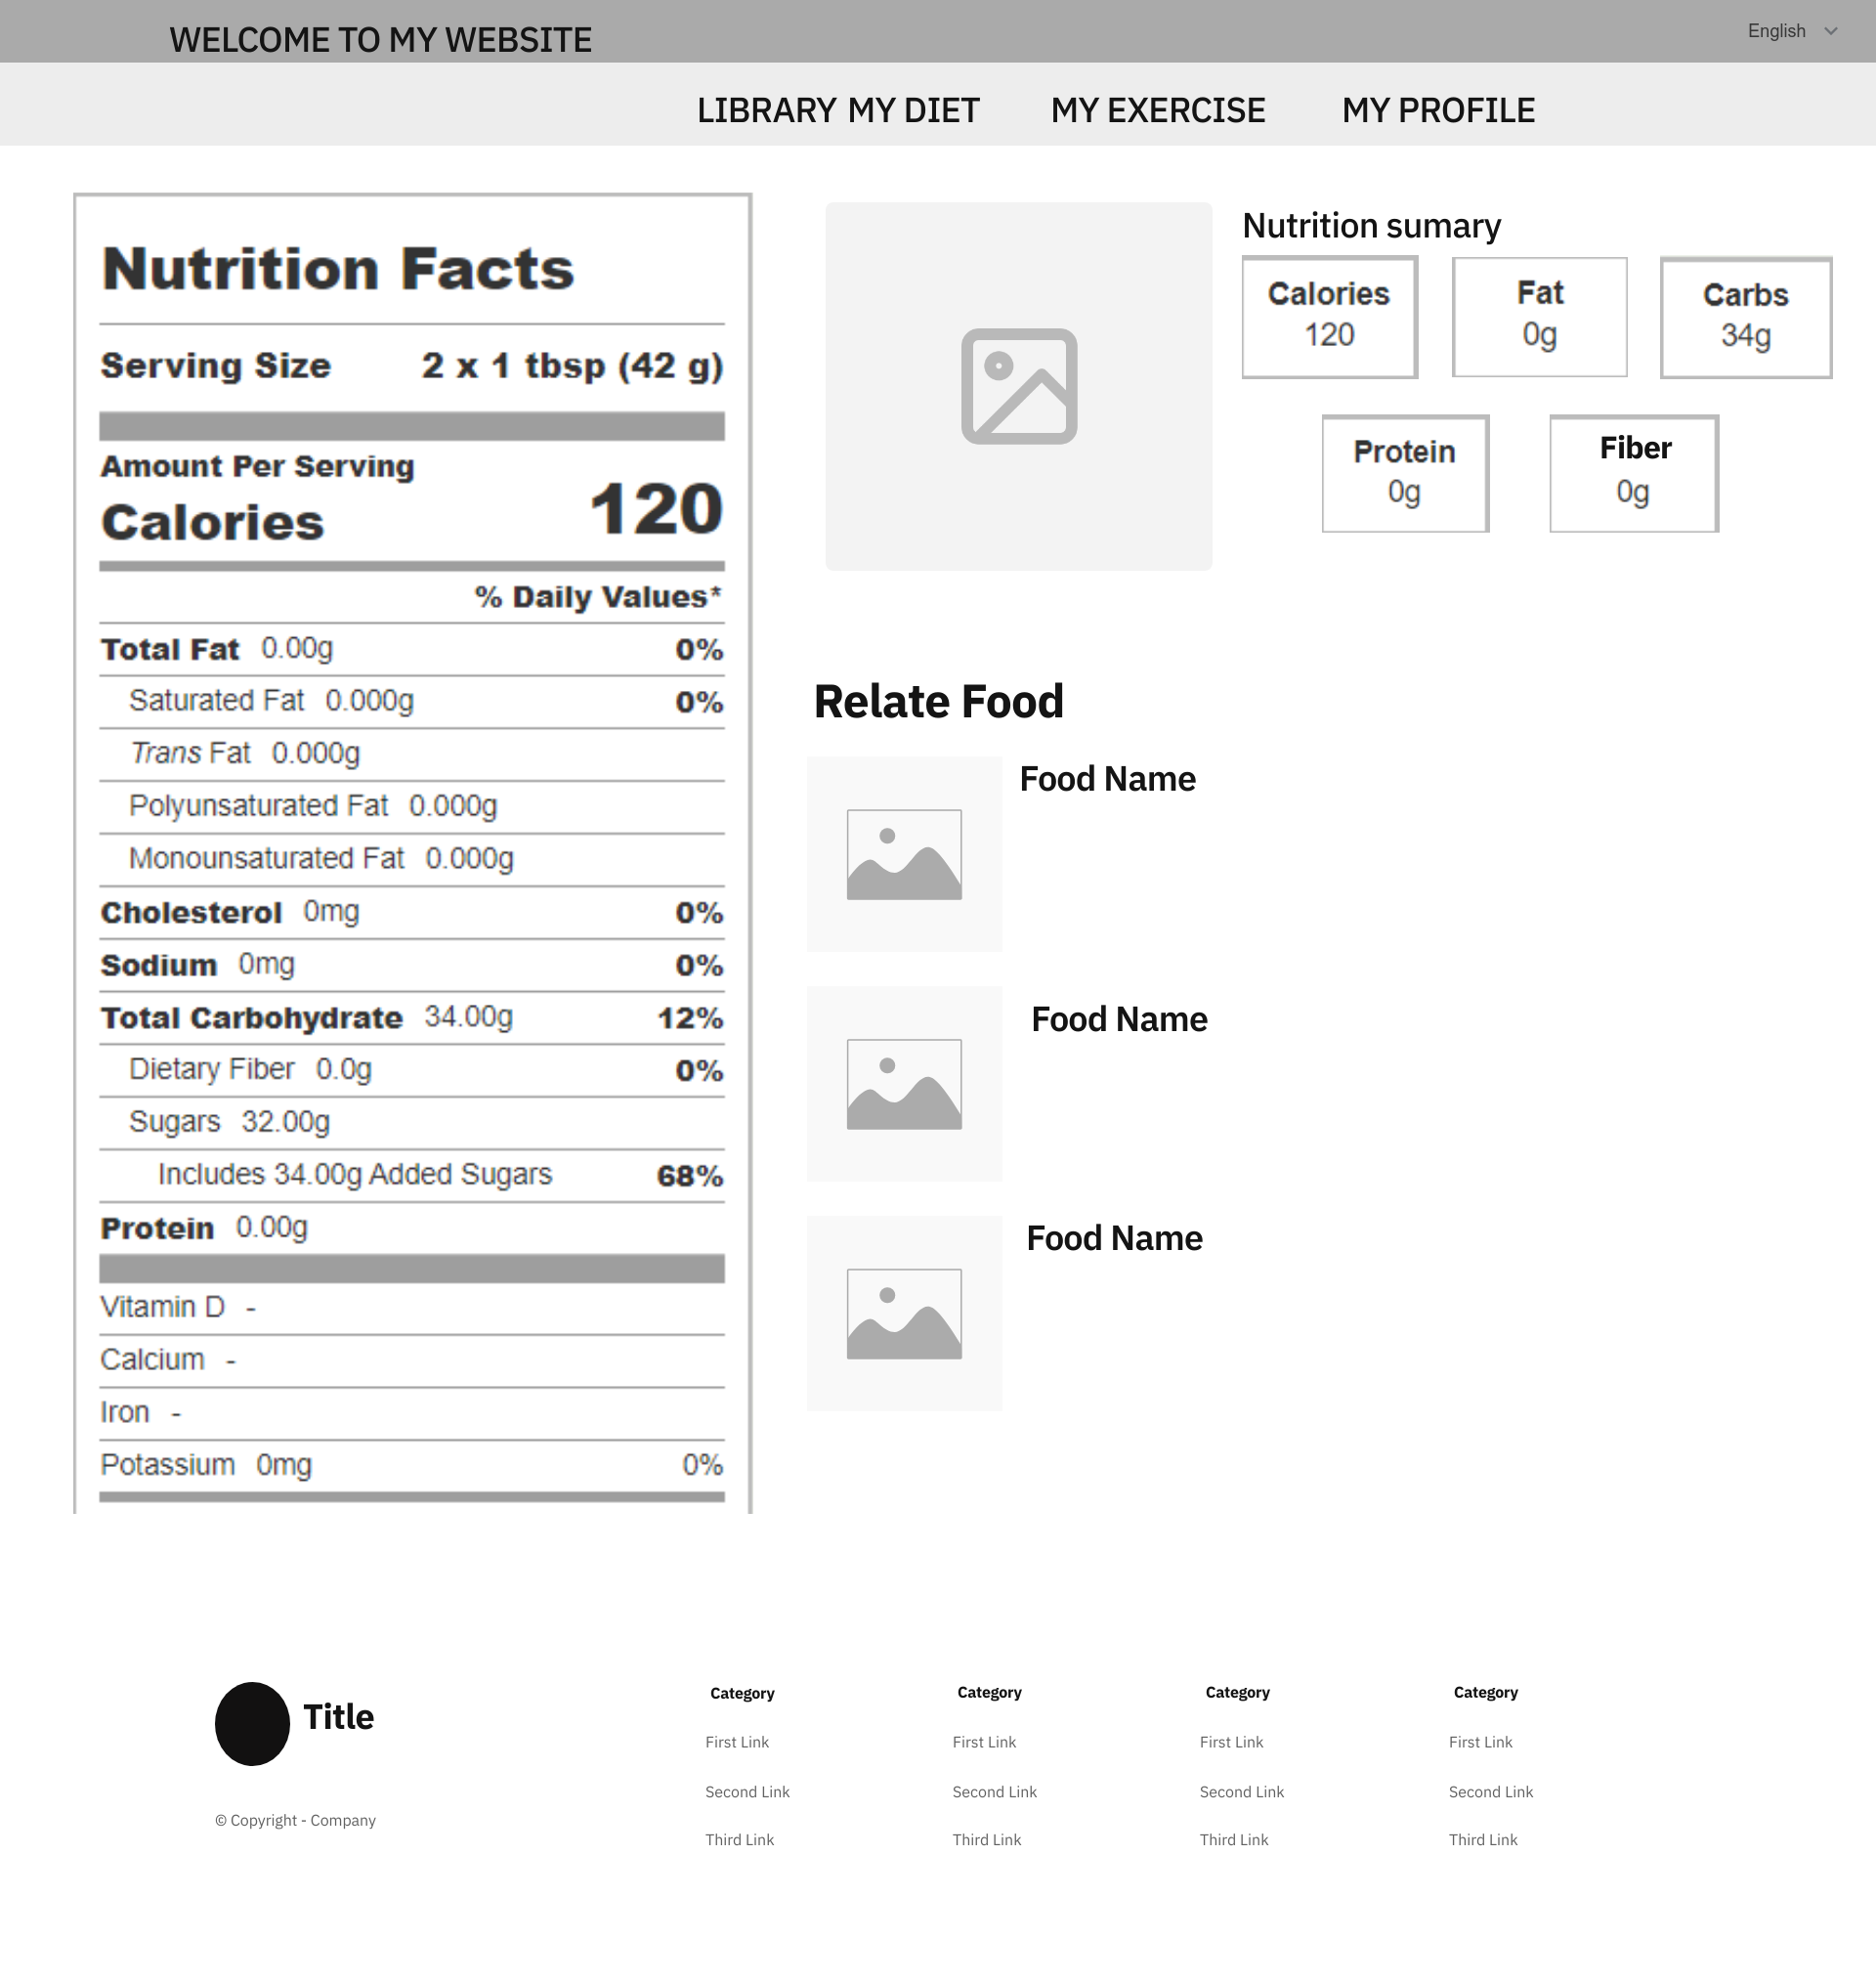 WELCOME TO MY WEBSITE
English
LIBRARY MY DIET MY EXERCISE MY PROFILE
Nutrition Facts
Serving Size 2 x 1 tbsp (42 g)
Amount Per Serving
Calories 120
% Daily Values*
Total Fat 0.00g 0%
Saturated Fat 0.000g 0%
Trans Fat 0.000g
Polyunsaturated Fat 0.000g
Monounsaturated Fat 0.000g
Cholesterol 0mg 0%
Sodium 0mg 0%
Total Carbohydrate 34.00g 12%
Dietary Fiber 0.0g 0%
Sugars 32.00g
Includes 34.00g Added Sugars 68%
Protein 0.00g
Vitamin D -
Calcium -
Iron -
Potassium 0mg 0%
Nutrition sumary
Calories Fat Carbs
120 0g 34g
Protein Fiber
0g 0g
Relate Food
Food Name
Food Name
Food Name
Title
© Copyright - Company
Category Category Category Category
First Link First Link First Link First Link
Second Link Second Link Second Link Second Link
Third Link Third Link Third Link Third Link